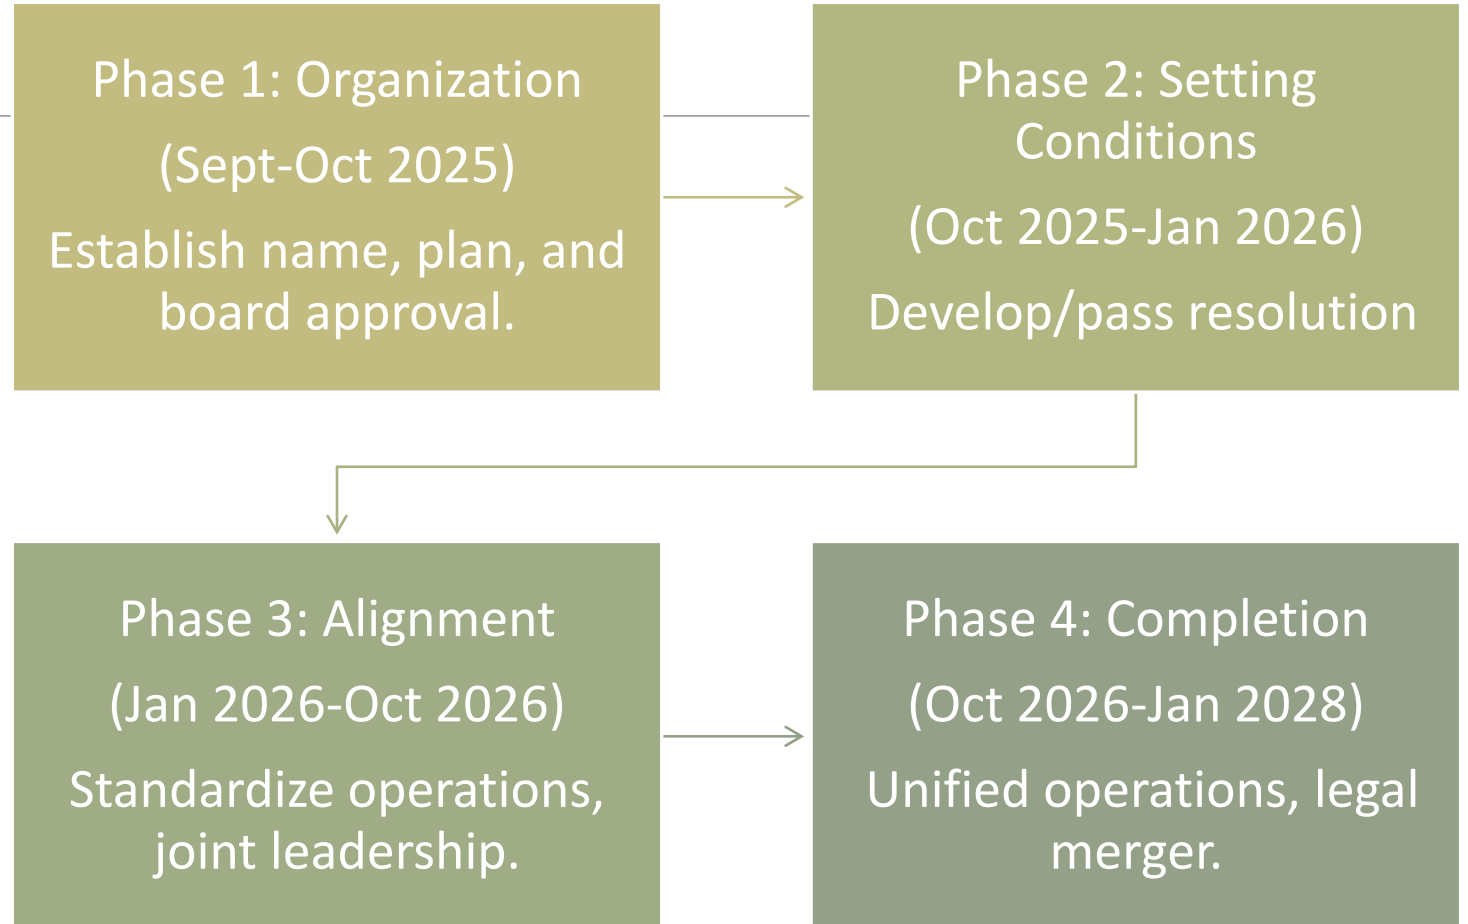 Phase 1: Organization
(Sept-Oct 2025)
Establish name, plan, and
board approval.
Phase 2: Setting
Conditions
(Oct 2025-Jan 2026)
Develop/pass resolution
Phase 3: Alignment
(Jan 2026-Oct 2026)
Standardize operations,
joint leadership.
Phase 4: Completion
(Oct 2026-Jan 2028)
Unified operations, legal
merger.